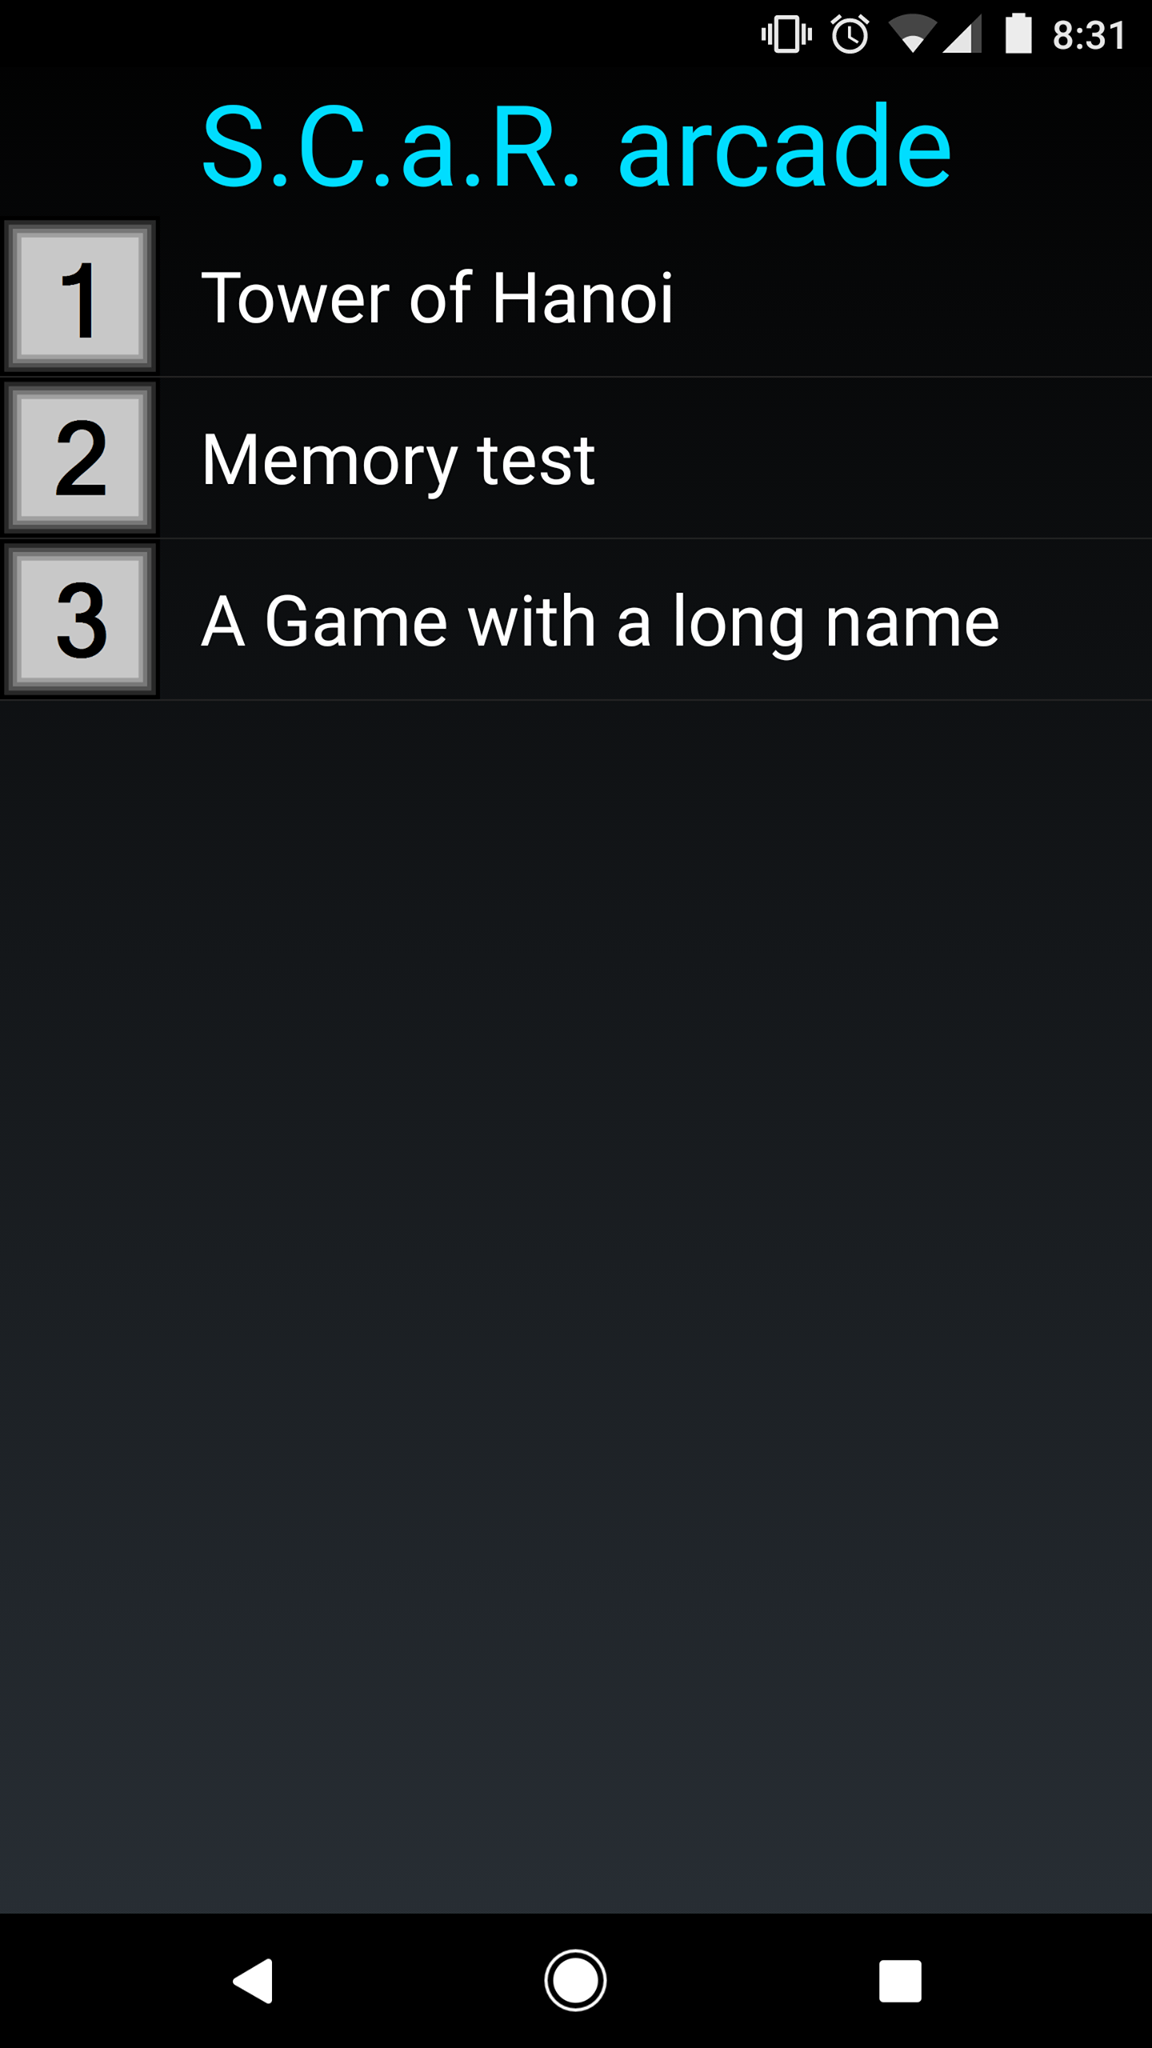 8:31
S.C.a.R. arcade
1 Tower of Hanoi
2 Memory test
3 A Game with a long name